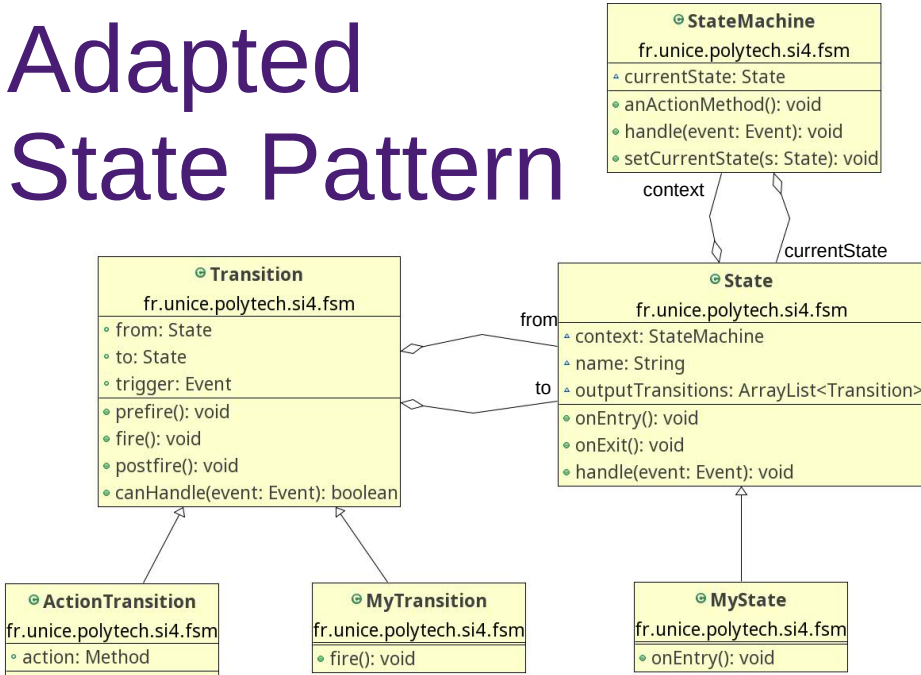 Adapted
State Pattern
StateMachine
fr.unice.polytech.si4.fsm
currentState: State
anActionMethod(): void
handle(event: Event): void
setCurrentState(s: State): void
context
currentState
Transition
fr.unice.polytech.si4.fsm
from: State
to: State
trigger: Event
prefire(): void
fire(): void
postfire(): void
canHandle(event: Event): boolean
from
to
State
fr.unice.polytech.si4.fsm
context: StateMachine
name: String
outputTransitions: ArrayList<Transition>
onEntry(): void
onExit(): void
handle(event: Event): void
ActionTransition
fr.unice.polytech.si4.fsm
action: Method
MyTransition
fr.unice.polytech.si4.fsm
fire(): void
MyState
fr.unice.polytech.si4.fsm
onEntry(): void